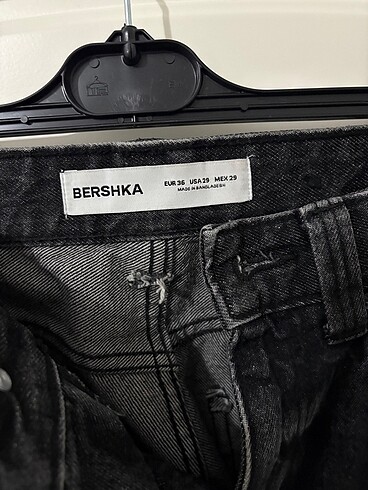 BERSHKA
EUR 36 USA 29 MEX 29
MADE IN BANGLADESH